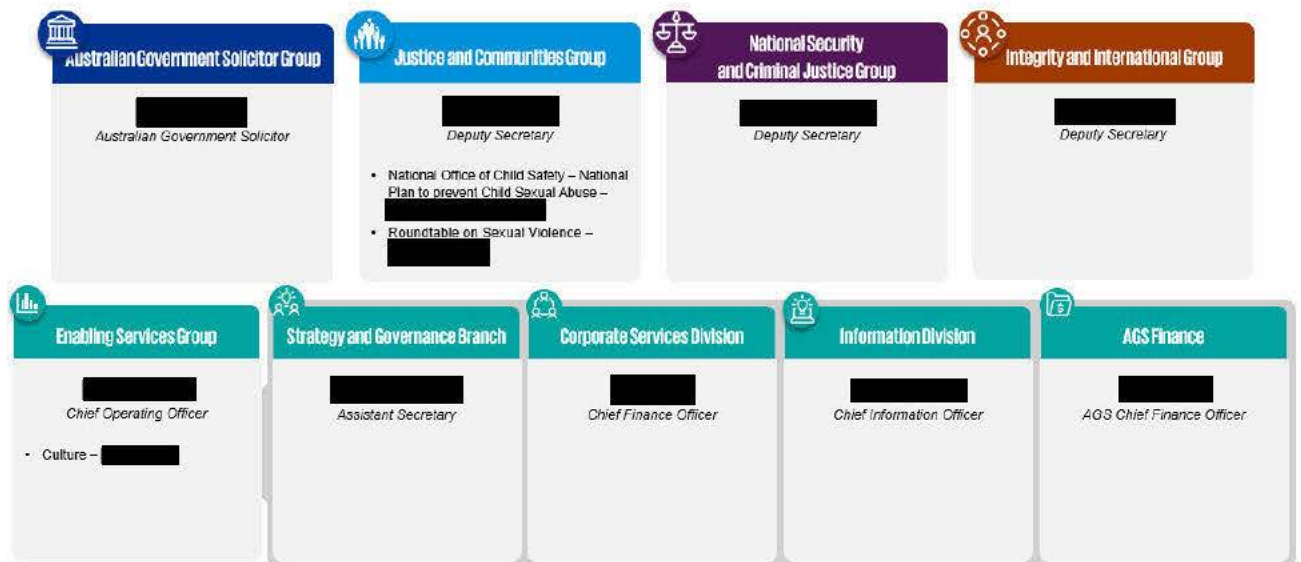 Australian Government Solicitor Group
Australian Government Solicitor
Justice and Communities Group
Deputy Secretary
• National Office of Child Safety – National
Plan to prevent Child Sexual Abuse –
• Roundtable on Sexual Violence –
National Security
and Criminal Justice Group
Deputy Secretary
Integrity and International Group
Deputy Secretary
Enabling Services Group
Chief Operating Officer
• Culture –
Strategy and Governance Branch
Assistant Secretary
Corporate Services Division
Chief Finance Officer
Information Division
Chief Information Officer
AGS Finance
AGS Chief Finance Officer